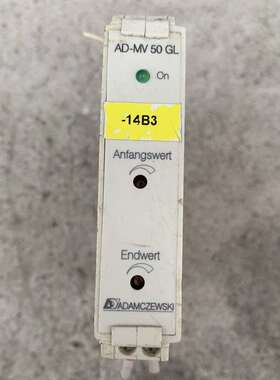 AD-MV 50 GL
On
-14B3
Anfangswert
Endwert
ADAMCZEWSKI